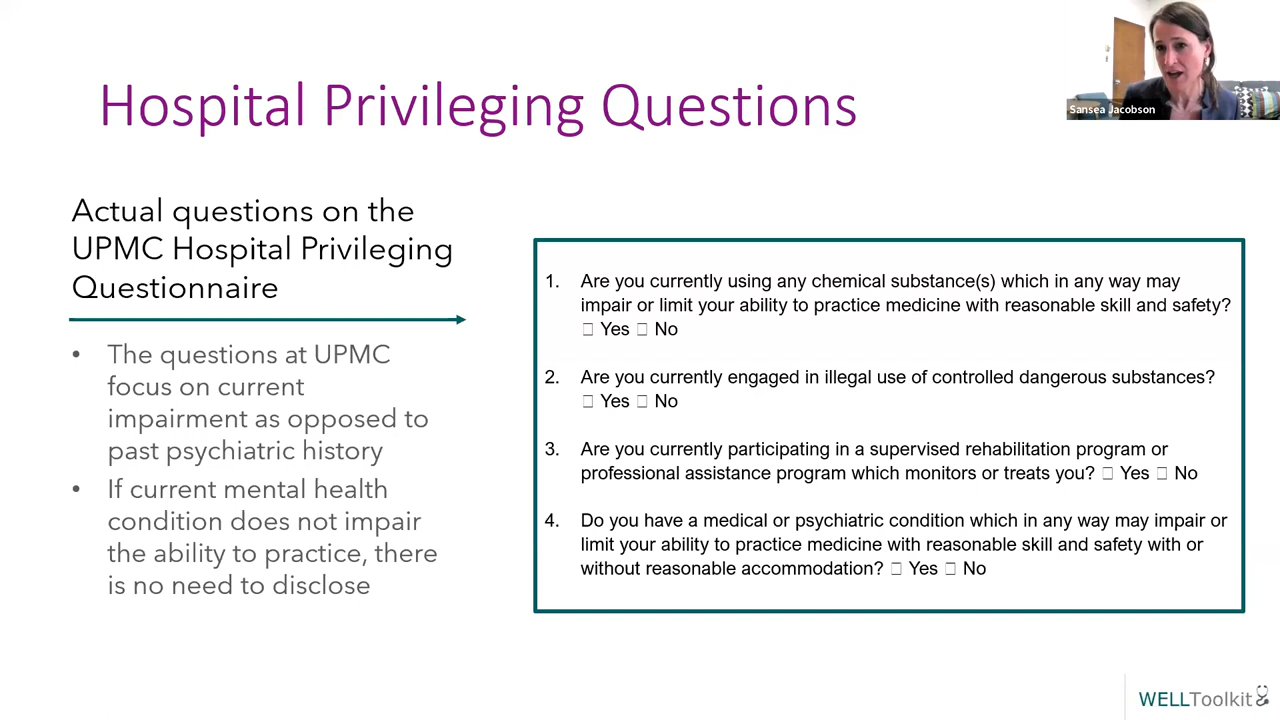 Hospital Privileging Questions
Sansea Jacobson
Actual questions on the
UPMC Hospital Privileging
Questionnaire
• The questions at UPMC
focus on current
impairment as opposed to
past psychiatric history
• If current mental health
condition does not impair
the ability to practice, there
is no need to disclose
1. Are you currently using any chemical substance(s) which in any way may
impair or limit your ability to practice medicine with reasonable skill and safety?
☐ Yes ☐ No
2. Are you currently engaged in illegal use of controlled dangerous substances?
☐ Yes ☐ No
3. Are you currently participating in a supervised rehabilitation program or
professional assistance program which monitors or treats you? ☐ Yes ☐ No
4. Do you have a medical or psychiatric condition which in any way may impair or
limit your ability to practice medicine with reasonable skill and safety with or
without reasonable accommodation? ☐ Yes ☐ No
WELLToolkit